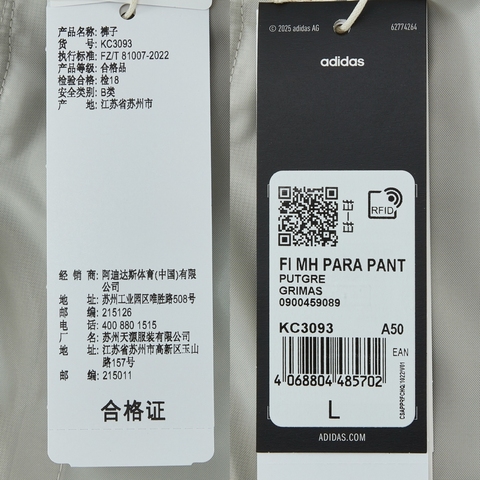 产品名称: 裤子
货 号: KC3093
执行标准: FZ/T 81007-2022
产品等级: 合格品
检验合格: 检18
安全类别: B类
产 地: 江苏省苏州市
经 销 商: 阿迪达斯体育(中国)有限
公司
地 址: 苏州工业园区唯胜路508号
邮 编: 215126
电 话: 400 880 1515
厂 名: 苏州天源服装有限公司
地 址: 江苏省苏州市高新区玉山
路157号
邮 编: 215011
合格证
© 2025 adidas AG
62774264
adidas
RFID
FI MH PARA PANT
PUTGRE
GRIMAS
0900459089
KC3093 A50
EAN
4 068804 485702
L
ADIDAS.COM